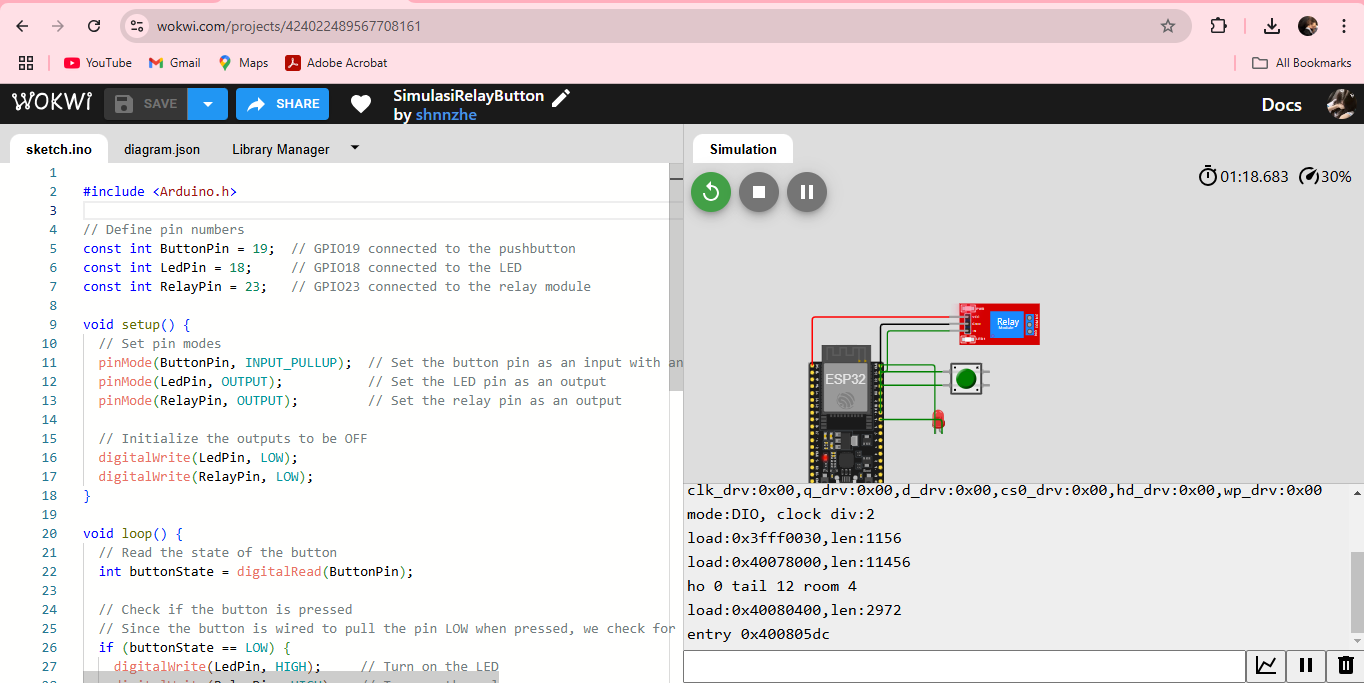 wokwi.com/projects/424022489567708161
YouTube
Gmail
Maps
Adobe Acrobat
All Bookmarks
WOKWi
SAVE
SHARE
SimulasiRelayButton
by shnnzhe
Docs
sketch.ino
diagram.json
Library Manager
1
2 #include <Arduino.h>
3
4 // Define pin numbers
5 const int ButtonPin = 19;  // GPIO19 connected to the pushbutton
6 const int LedPin = 18;     // GPIO18 connected to the LED
7 const int RelayPin = 23;   // GPIO23 connected to the relay module
8
9 void setup() {
10   // Set pin modes
11   pinMode(ButtonPin, INPUT_PULLUP);  // Set the button pin as an input with an
12   pinMode(LedPin, OUTPUT);           // Set the LED pin as an output
13   pinMode(RelayPin, OUTPUT);         // Set the relay pin as an output
14
15   // Initialize the outputs to be OFF
16   digitalWrite(LedPin, LOW);
17   digitalWrite(RelayPin, LOW);
18 }
19
20 void loop() {
21   // Read the state of the button
22   int buttonState = digitalRead(ButtonPin);
23
24   // Check if the button is pressed
25   // Since the button is wired to pull the pin LOW when pressed, we check for
26   if (buttonState == LOW) {
27     digitalWrite(LedPin, HIGH);     // Turn on the LED
Simulation
01:18.683
30%
Relay
Module
ESP32
clk_drv:0x00,q_drv:0x00,d_drv:0x00,cs0_drv:0x00,hd_drv:0x00,wp_drv:0x00
mode:DIO, clock div:2
load:0x3fff0030,len:1156
load:0x40078000,len:11456
ho 0 tail 12 room 4
load:0x40080400,len:2972
entry 0x400805dc